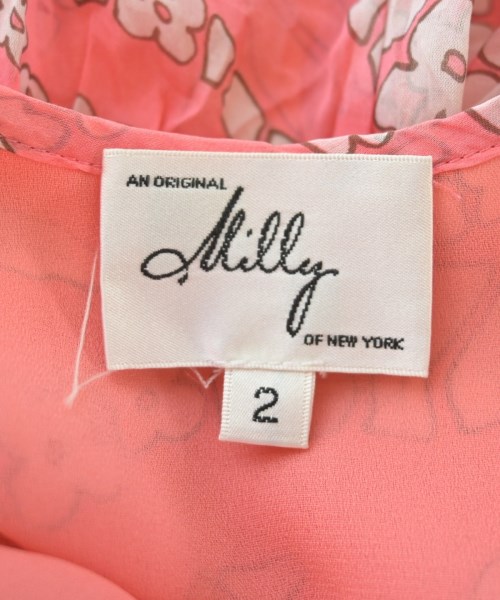 AN ORIGINAL
Milly
OF NEW YORK
2